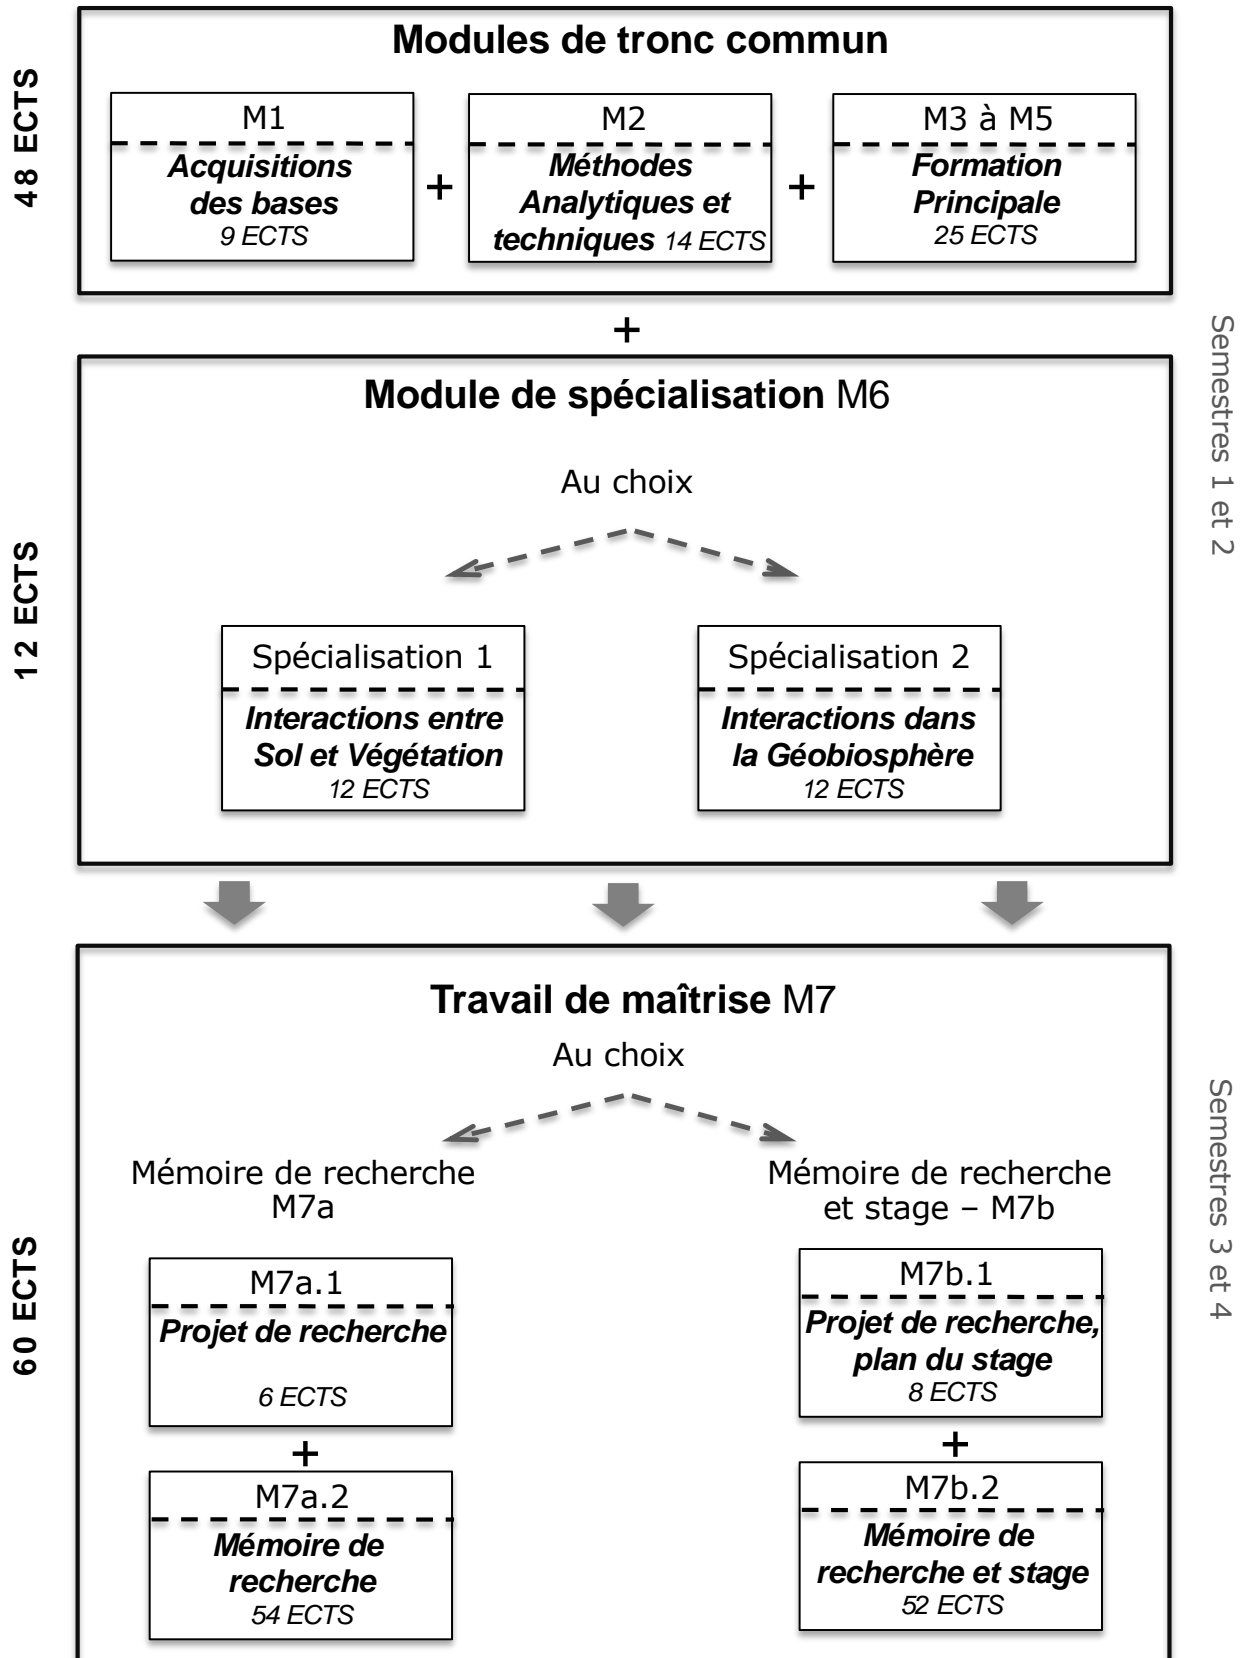 Modules de tronc commun
48 ECTS
M1
Acquisitions
des bases
9 ECTS
+
M2
Méthodes
Analytiques et
techniques 14 ECTS
+
M3 à M5
Formation
Principale
25 ECTS
+
Semestres 1 et 2
Module de spécialisation M6
12 ECTS
Au choix
Spécialisation 1
Interactions entre
Sol et Végétation
12 ECTS
Spécialisation 2
Interactions dans
la Géobiosphère
12 ECTS
Travail de maîtrise M7
Au choix
60 ECTS
Semestres 3 et 4
Mémoire de recherche
M7a
M7a.1
Projet de recherche
6 ECTS
+
M7a.2
Mémoire de
recherche
54 ECTS
Mémoire de recherche
et stage – M7b
M7b.1
Projet de recherche,
plan du stage
8 ECTS
+
M7b.2
Mémoire de
recherche et stage
52 ECTS